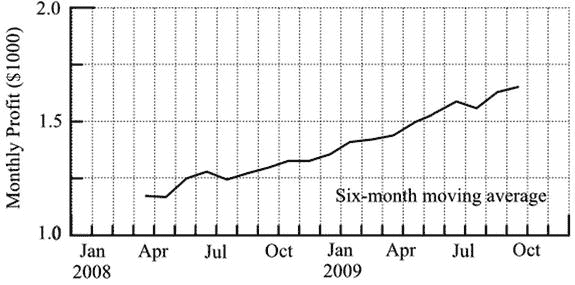 Monthly Profit ($1000)
2.0
1.5
1.0
Six-month moving average
Jan Apr Jul Oct Jan Apr Jul Oct
2008 2009